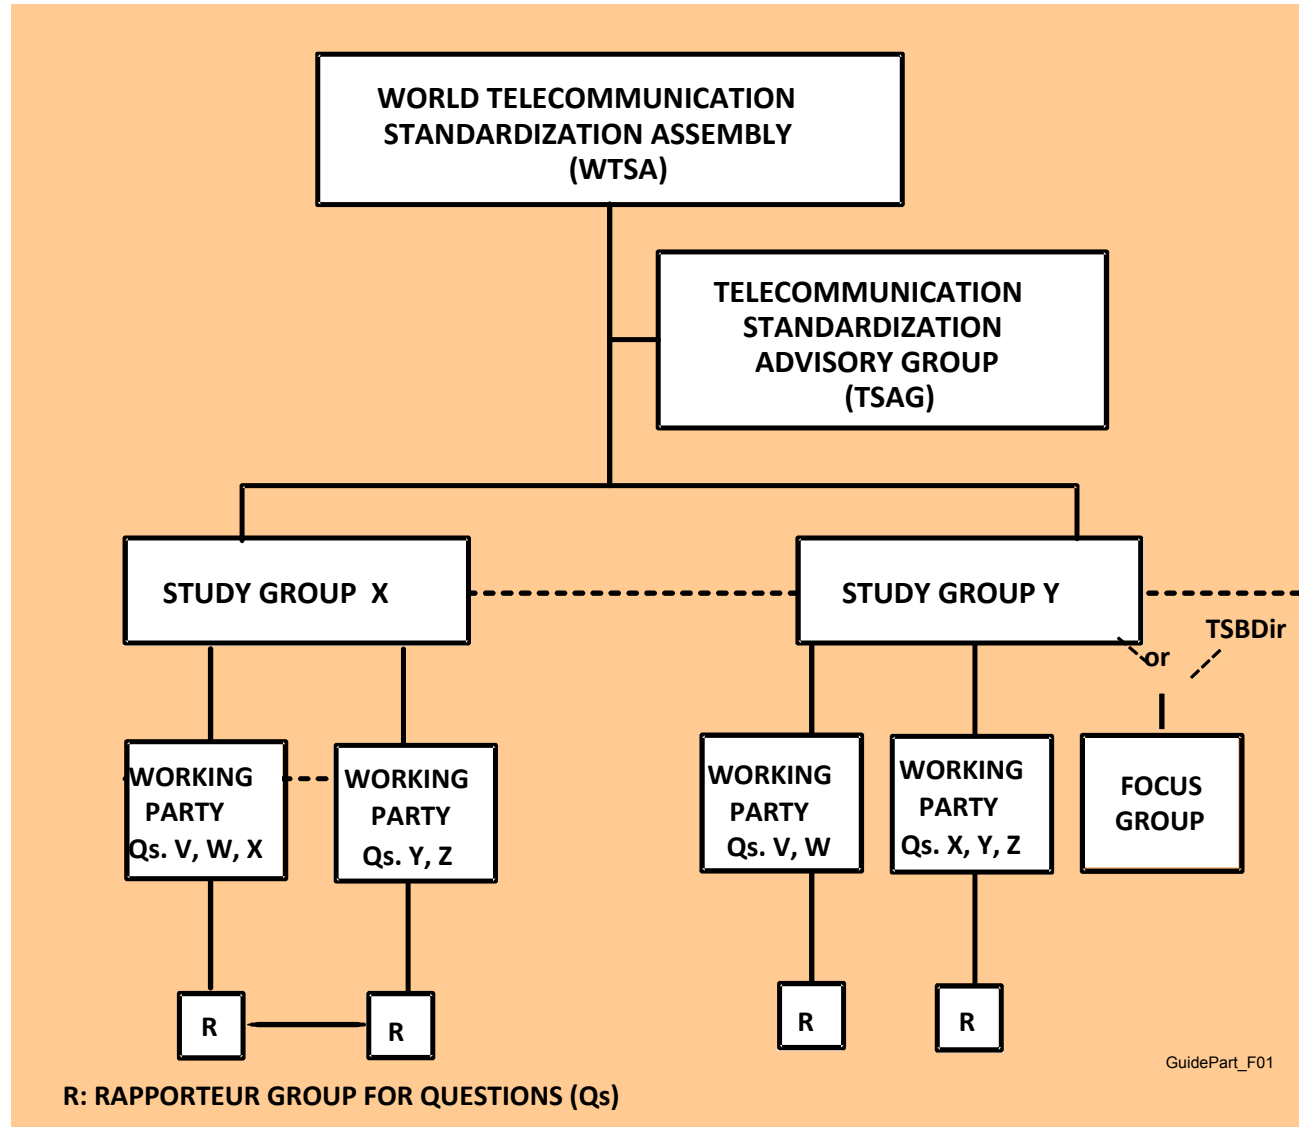 WORLD TELECOMMUNICATION
STANDARDIZATION ASSEMBLY
(WTSA)
TELECOMMUNICATION
STANDARDIZATION
ADVISORY GROUP
(TSAG)
STUDY GROUP X
STUDY GROUP Y
TSBDir
or
WORKING
PARTY
Qs. V, W, X
WORKING
PARTY
Qs. Y, Z
WORKING
PARTY
Qs. V, W
WORKING
PARTY
Qs. X, Y, Z
FOCUS
GROUP
R
R
R
R
GuidePart_F01
R: RAPPORTEUR GROUP FOR QUESTIONS (Qs)